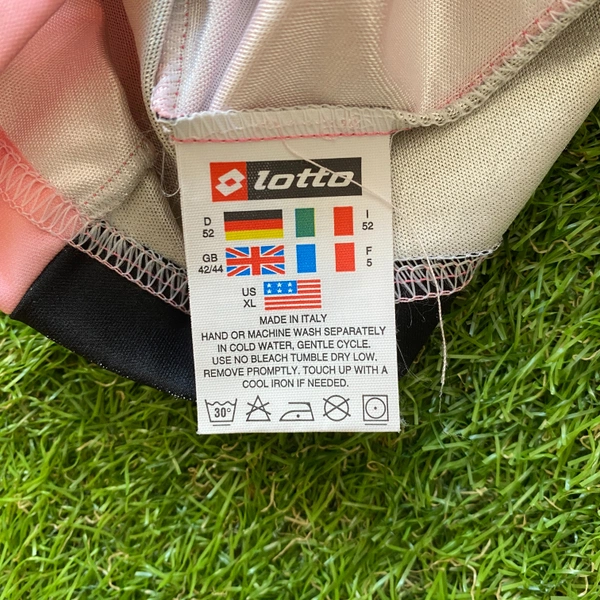 lotto
D I
52 52
GB F
42/44 5
US
XL
MADE IN ITALY
HAND OR MACHINE WASH SEPARATELY
IN COLD WATER, GENTLE CYCLE.
USE NO BLEACH TUMBLE DRY LOW.
REMOVE PROMPTLY. TOUCH UP WITH A
COOL IRON IF NEEDED.
30°